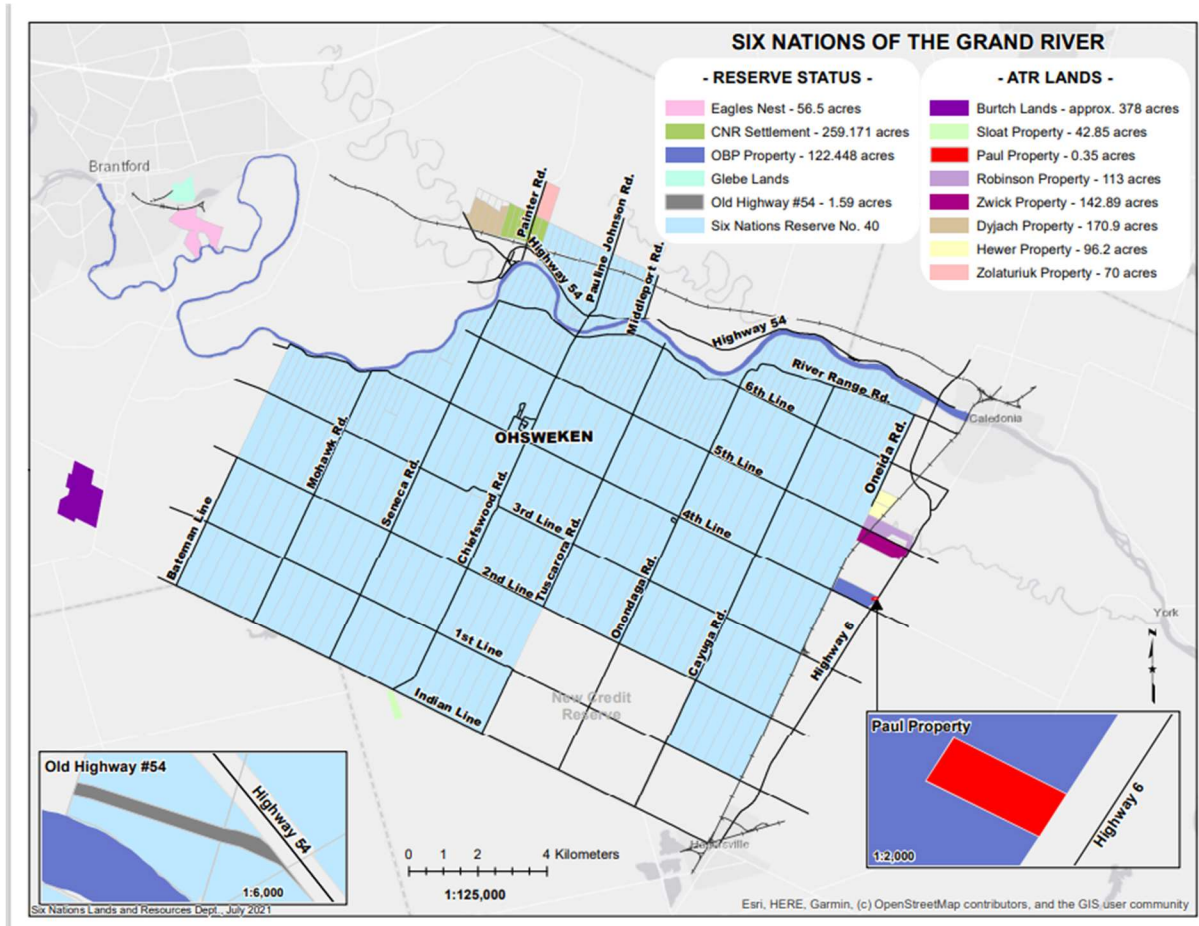 SIX NATIONS OF THE GRAND RIVER
- RESERVE STATUS -
Eagles Nest - 56.5 acres
CNR Settlement - 259.171 acres
OBP Property - 122.448 acres
Glebe Lands
Old Highway #54 - 1.59 acres
Six Nations Reserve No. 40
- ATR LANDS -
Burtch Lands - approx. 378 acres
Sloat Property - 42.85 acres
Paul Property - 0.35 acres
Robinson Property - 113 acres
Zwick Property - 142.89 acres
Dyjach Property - 170.9 acres
Hewer Property - 96.2 acres
Zolaturiuk Property - 70 acres
Brantford
Painter Rd.
Highway 54
Pauline Johnson Rd.
Middleport Rd.
Highway 54
River Range Rd.
6th Line
Caledonia
OHSWEKEN
Mohawk Rd.
Seneca Rd.
Chiefswood Rd.
5th Line
Oneida Rd.
4th Line
3rd Line
Tuscarora Rd.
Bateman Line
2nd Line
Onondaga Rd.
Cayuga Rd.
1st Line
Highway 6
York
N
Indian Line
New Credit
Reserve
Hagersville
Paul Property
Highway 6
1:2,000
Old Highway #54
Highway 54
1:6,000
0 1 2 4 Kilometers
1:125,000
Six Nations Lands and Resources Dept., July 2021
Esri, HERE, Garmin, (c) OpenStreetMap contributors, and the GIS user community